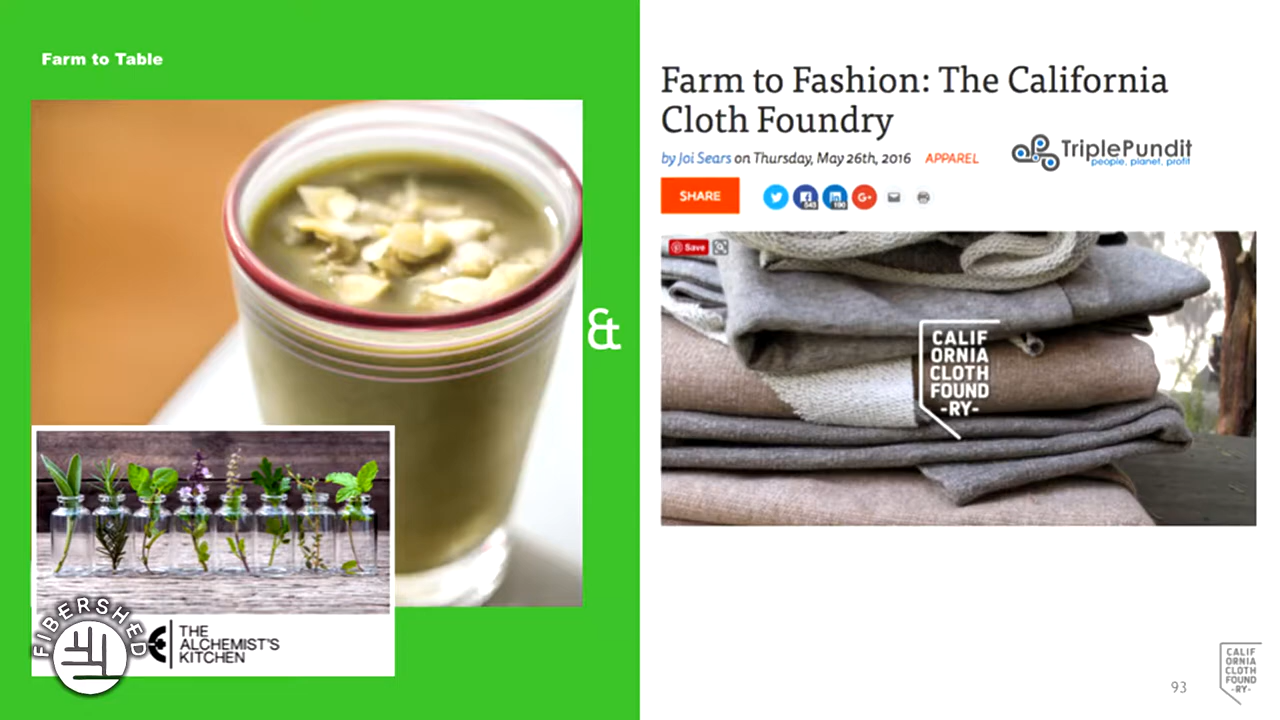 Farm to Table
&
THE
ALCHEMIST'S
KITCHEN
FIBERSHED
Farm to Fashion: The California
Cloth Foundry
by Joi Sears on Thursday, May 26th, 2016 APPAREL
TriplePundit
people, planet, profit
SHARE
G+
Save
CALIF
ORNIA
CLOTH
FOUND
-RY-
93
CALIF
ORNIA
CLOTH
FOUND
-RY-